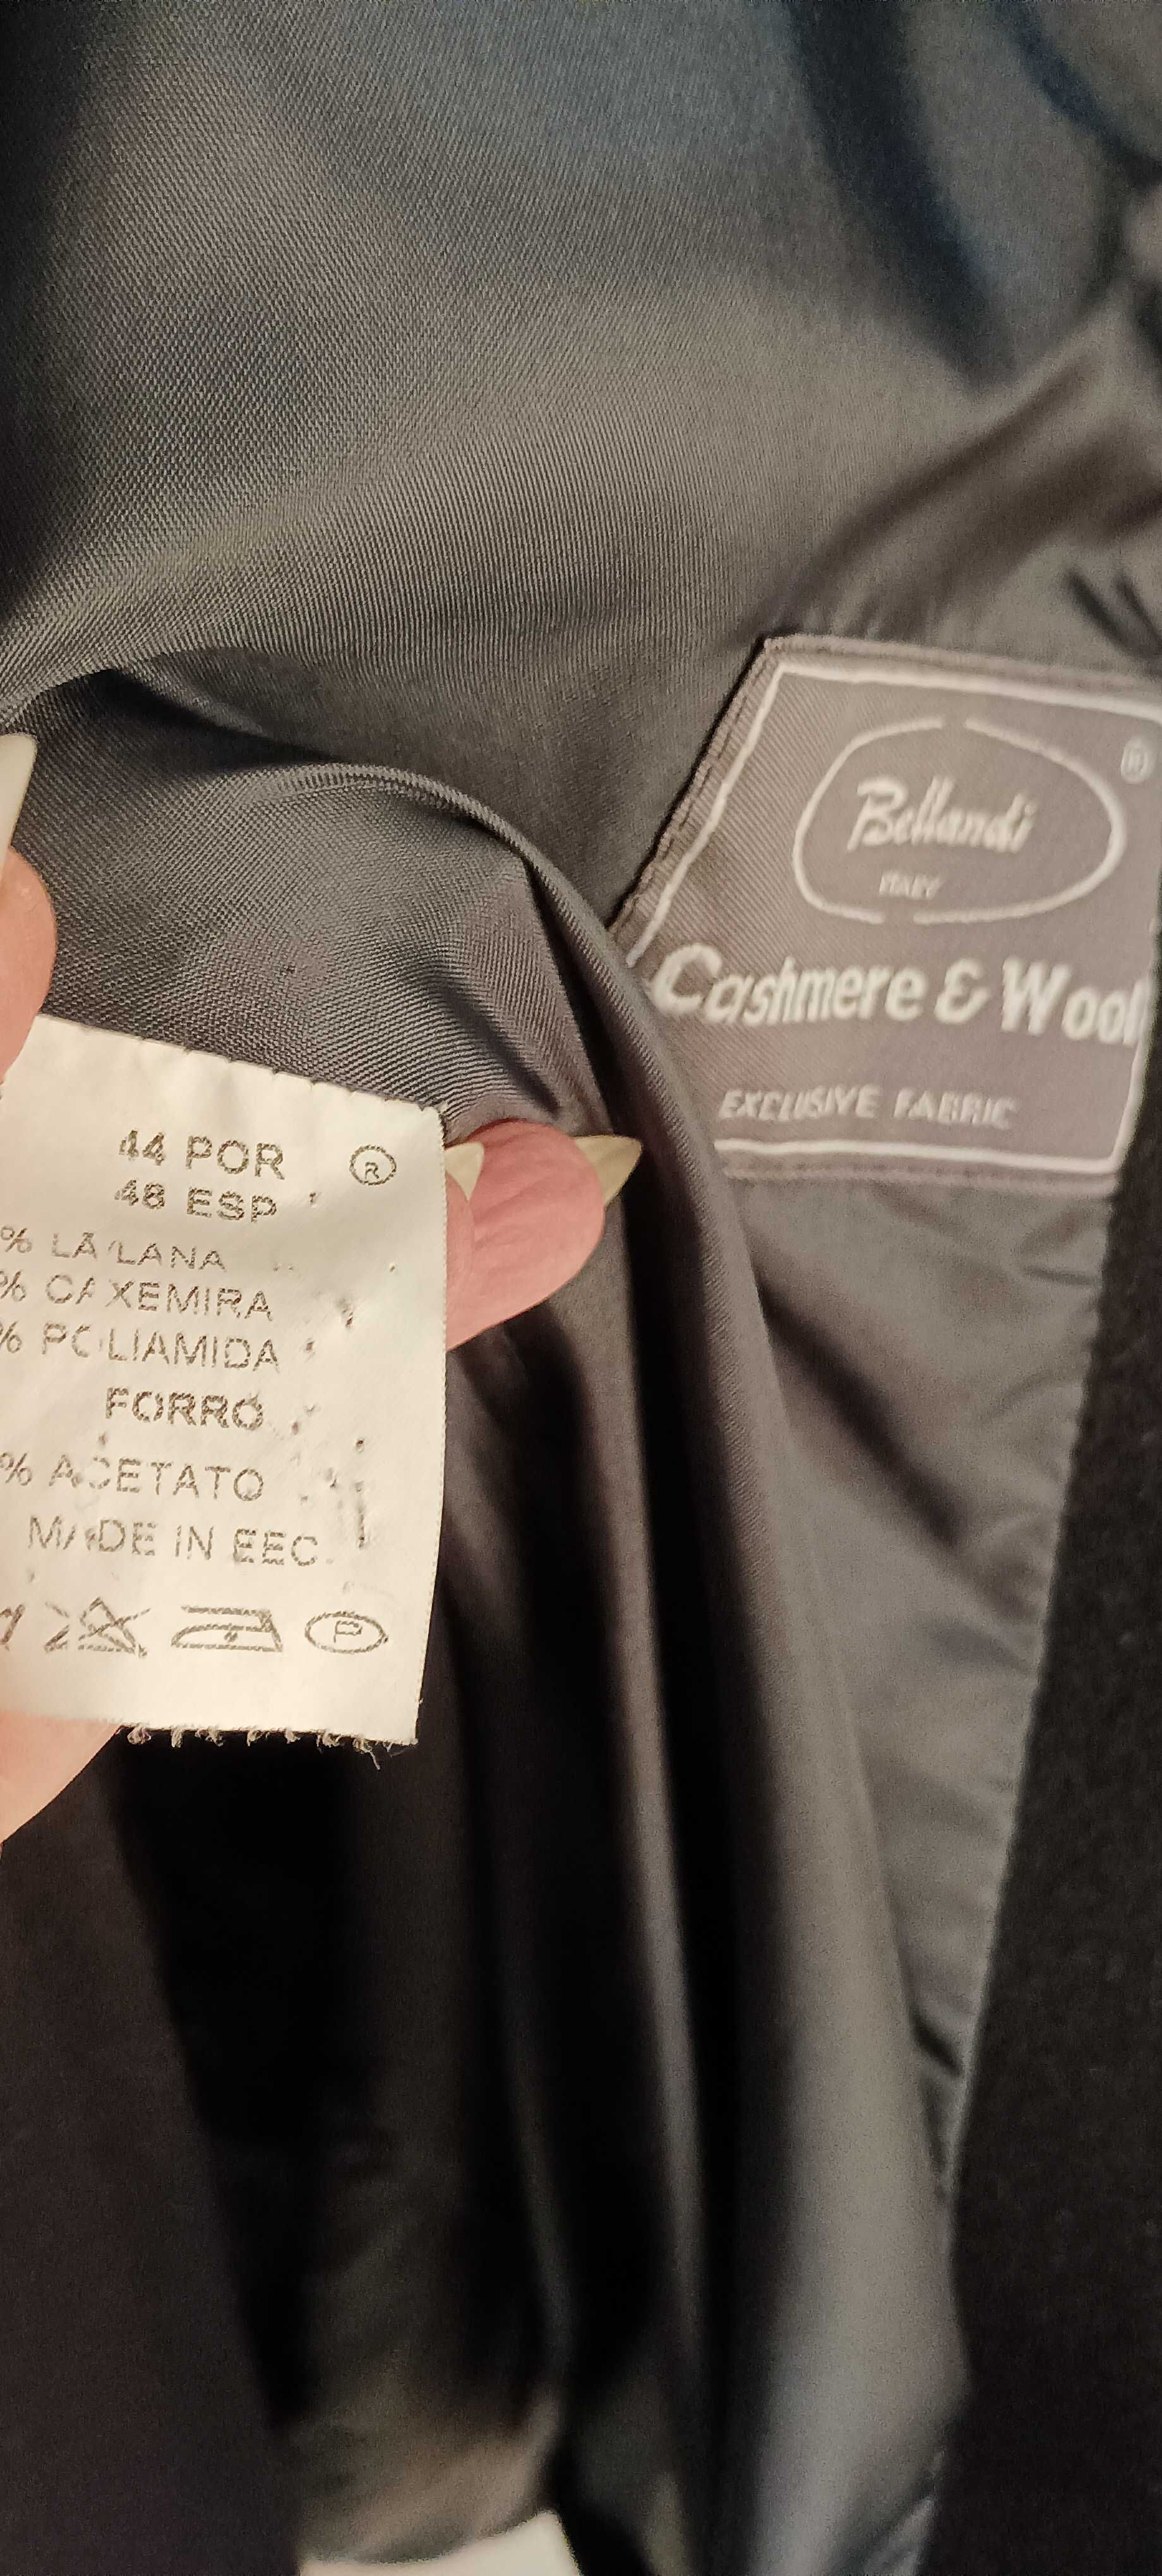 Bellandi
ITALY
Cashmere & Wool
EXCLUSIVE FABRIC
44 POR
48 ESP
% LÃ/LANA
% CAXEMIRA
% POLIAMIDA
FORRO
% ACETATO
MADE IN EEC
P